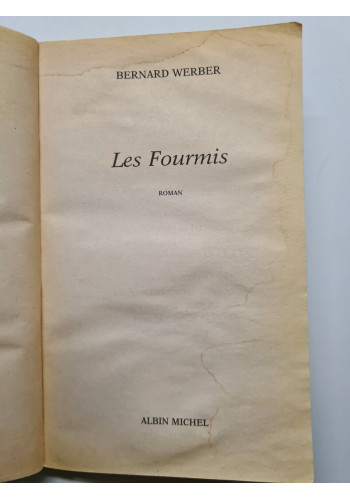 BERNARD WERBER
Les Fourmis
ROMAN
ALBIN MICHEL